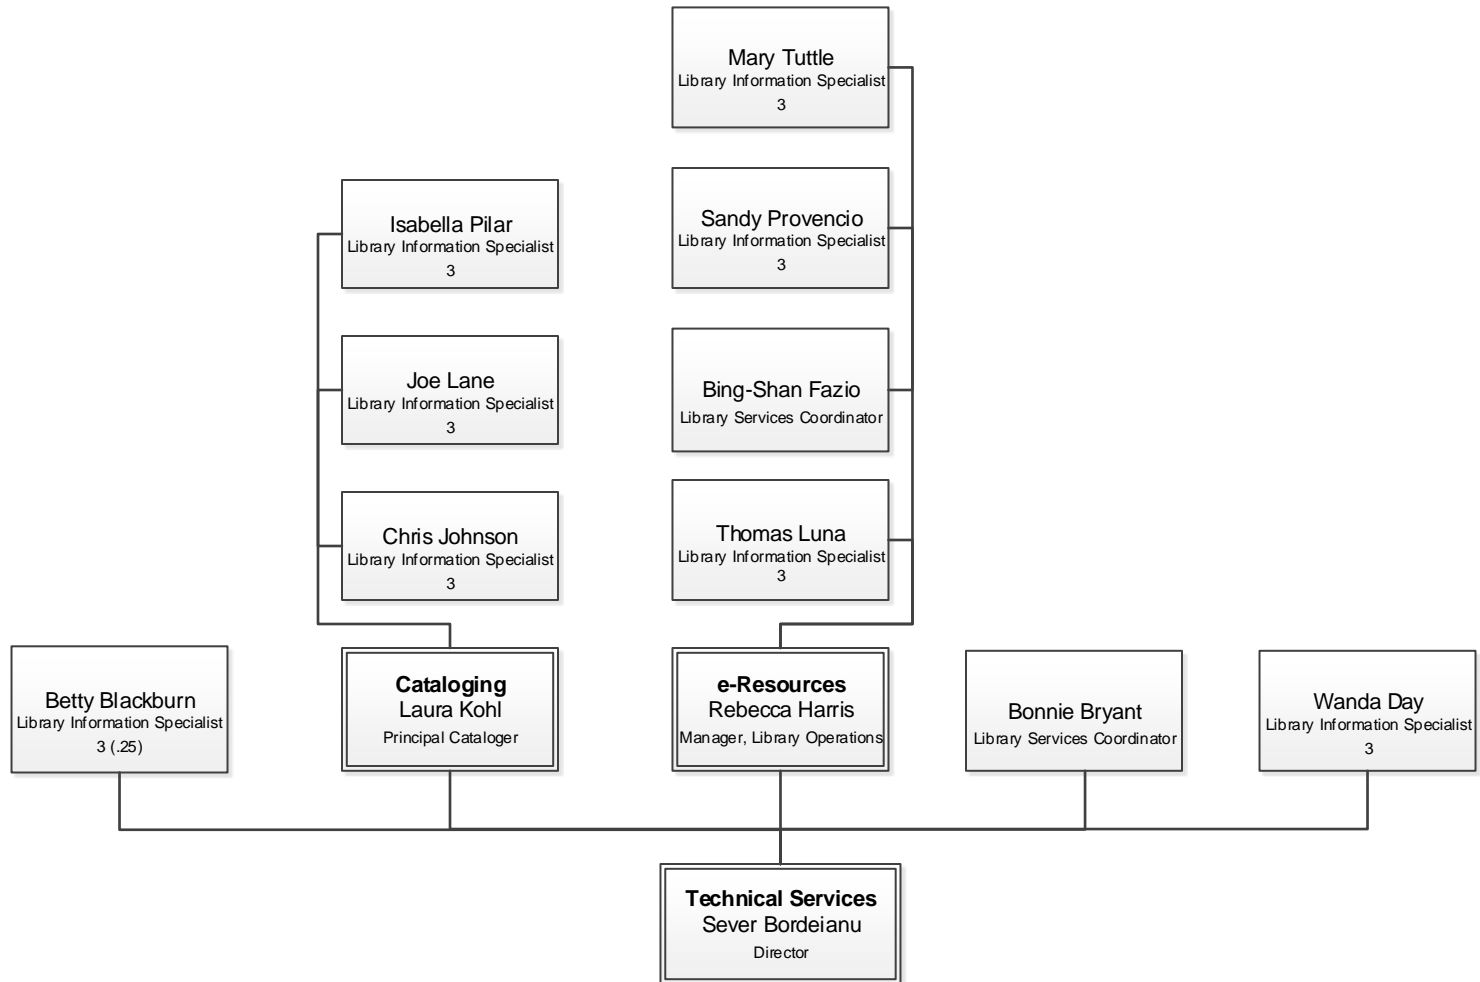 Mary Tuttle
Library Information Specialist
3
Isabella Pilar
Library Information Specialist
3
Sandy Provencio
Library Information Specialist
3
Joe Lane
Library Information Specialist
3
Bing-Shan Fazio
Library Services Coordinator
Chris Johnson
Library Information Specialist
3
Thomas Luna
Library Information Specialist
3
Betty Blackburn
Library Information Specialist
3 (.25)
Cataloging
Laura Kohl
Principal Cataloger
e-Resources
Rebecca Harris
Manager, Library Operations
Bonnie Bryant
Library Services Coordinator
Wanda Day
Library Information Specialist
3
Technical Services
Sever Bordeianu
Director